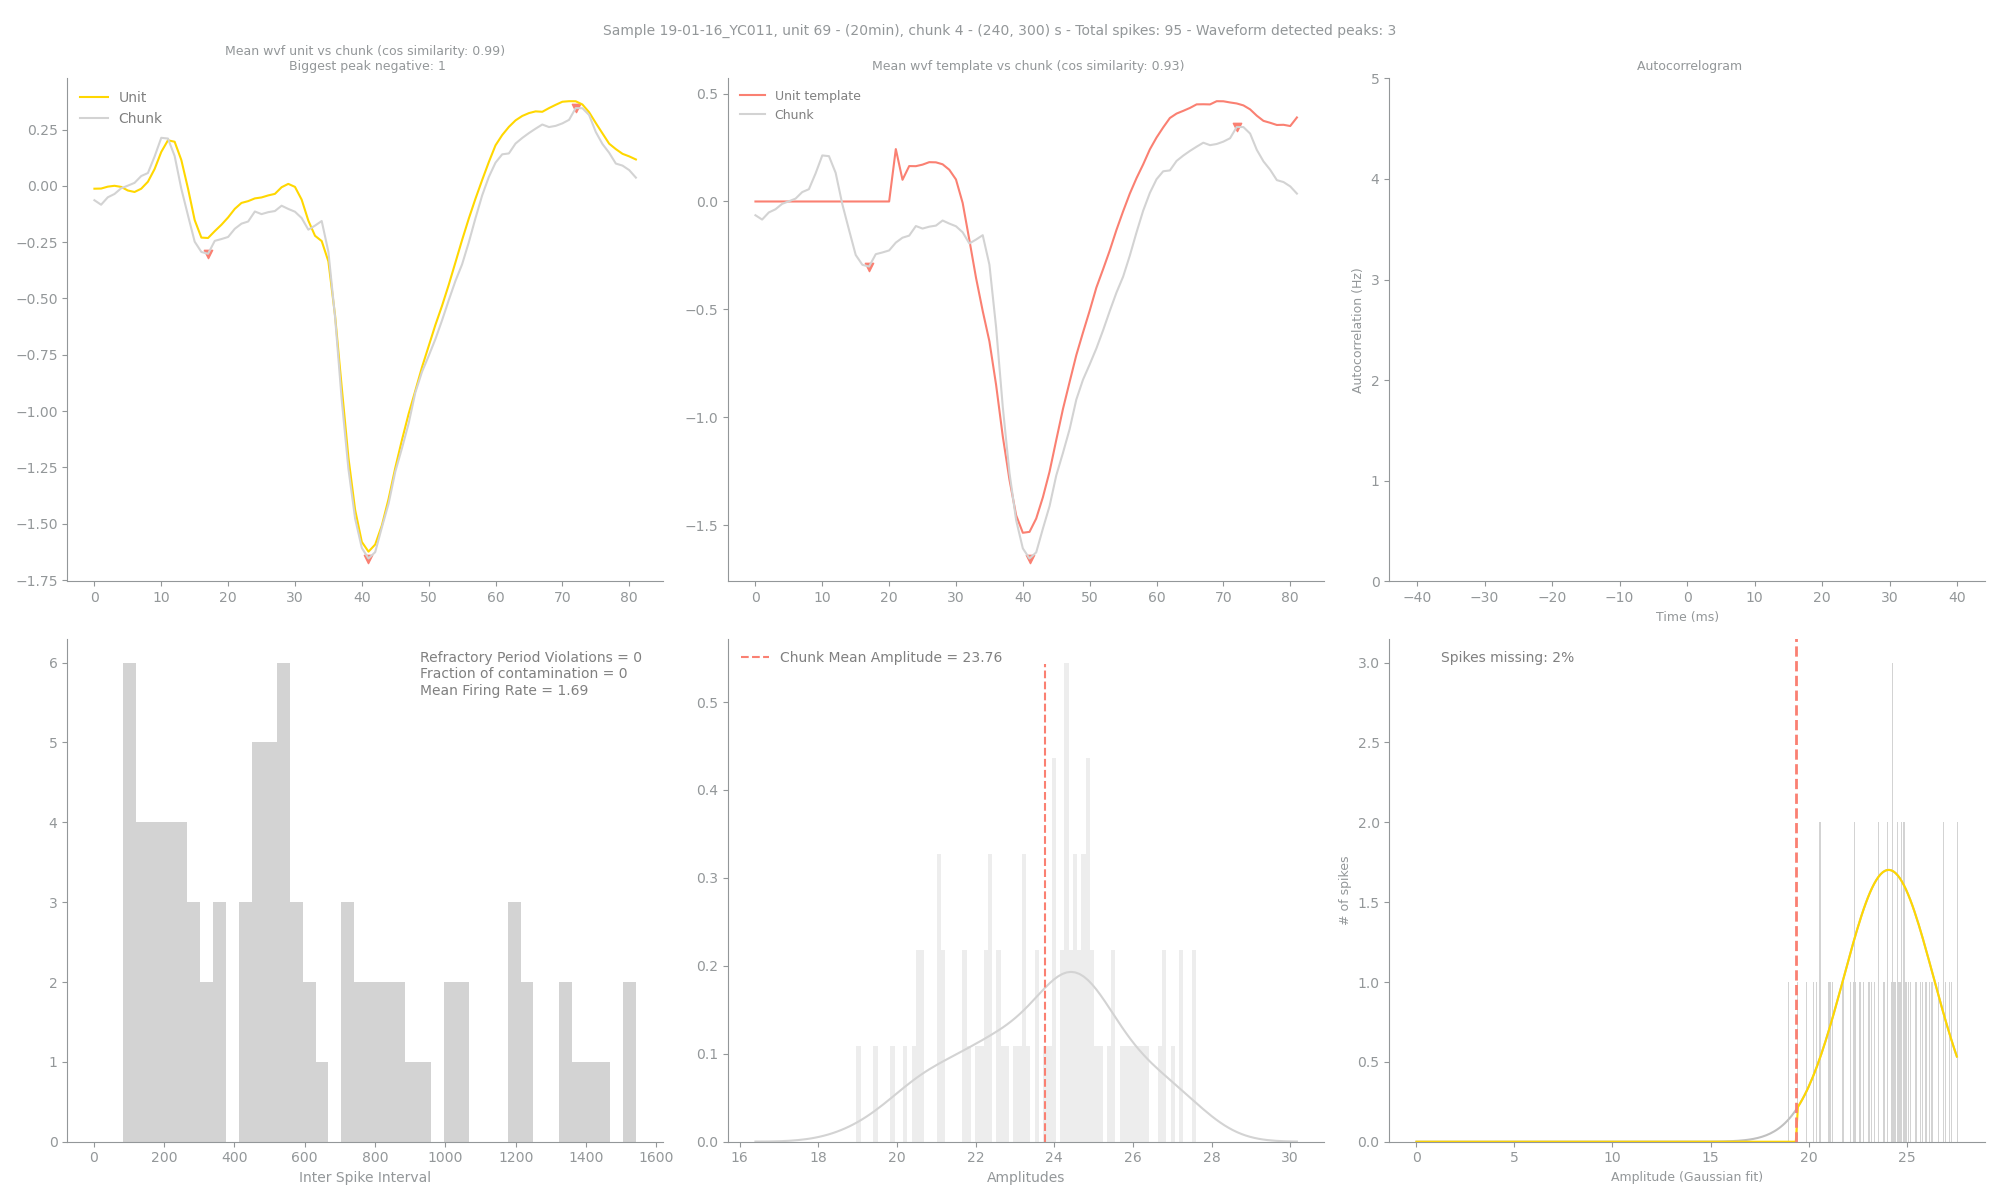 Sample 19-01-16_YC011, unit 69 - (20min), chunk 4 - (240, 300) s - Total spikes: 95 - Waveform detected peaks: 3
Mean wvf unit vs chunk (cos similarity: 0.99)
Biggest peak negative: 1
Unit
Chunk
0.25
0.00
−0.25
−0.50
−0.75
−1.00
−1.25
−1.50
−1.75
0 10 20 30 40 50 60 70 80
Mean wvf template vs chunk (cos similarity: 0.93)
Unit template
Chunk
0.5
0.0
−0.5
−1.0
−1.5
0 10 20 30 40 50 60 70 80
Autocorrelogram
Autocorrelation (Hz)
5
4
3
2
1
0
−40 −30 −20 −10 0 10 20 30 40
Time (ms)
Refractory Period Violations = 0
Fraction of contamination = 0
Mean Firing Rate = 1.69
6
5
4
3
2
1
0
0 200 400 600 800 1000 1200 1400 1600
Inter Spike Interval
Chunk Mean Amplitude = 23.76
0.5
0.4
0.3
0.2
0.1
0.0
16 18 20 22 24 26 28 30
Amplitudes
Spikes missing: 2%
# of spikes
3.0
2.5
2.0
1.5
1.0
0.5
0.0
0 5 10 15 20 25
Amplitude (Gaussian fit)